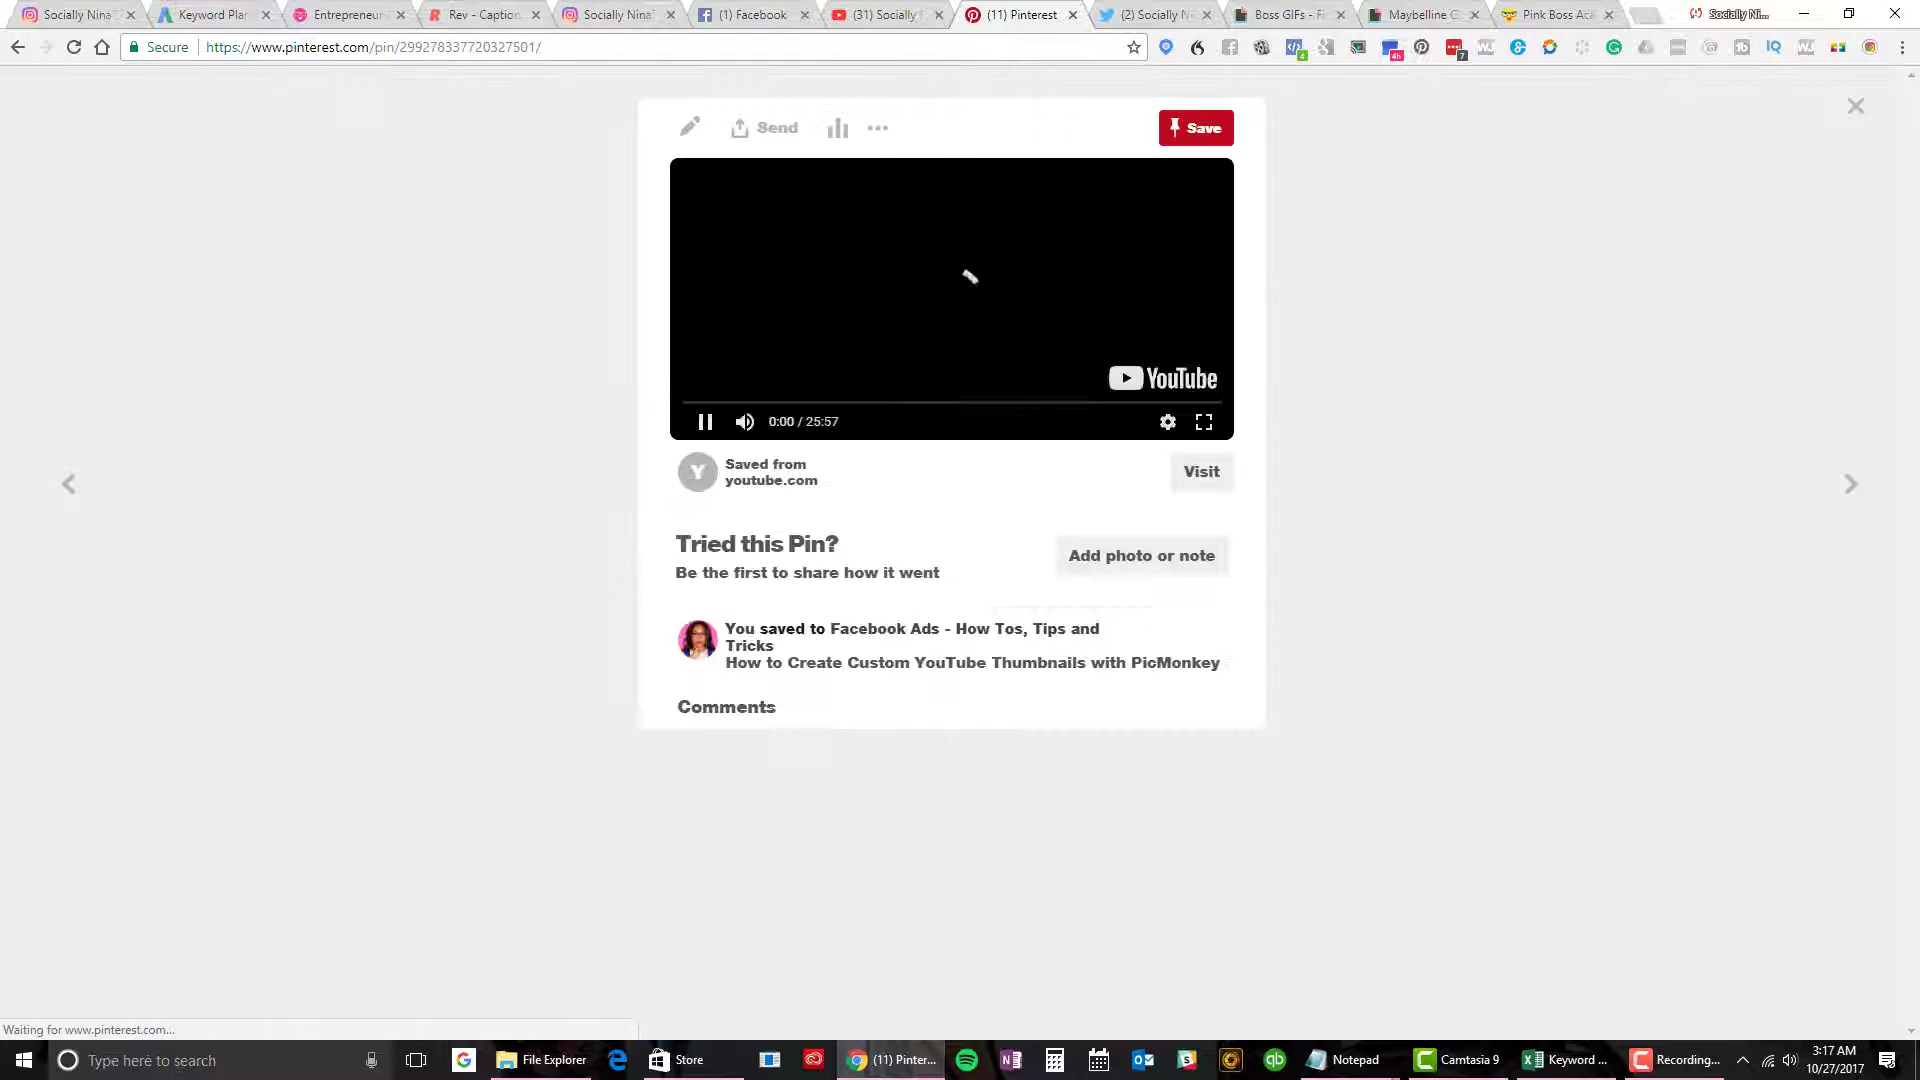 Socially Nina
Keyword Plan
Entrepreneur
Rev - Caption
Socially Nina
(1) Facebook
(31) Socially
(11) Pinterest
(2) Socially Ni
Boss GIFs - Fi
Maybelline G
Pink Boss Aca
Socially Ni...
Secure
https://www.pinterest.com/pin/299278337720327501/
Send
Save
YouTube
0:00 / 25:57
Y
Saved from
youtube.com
Visit
Tried this Pin?
Be the first to share how it went
Add photo or note
You saved to Facebook Ads - How Tos, Tips and
Tricks
How to Create Custom YouTube Thumbnails with PicMonkey
Comments
Waiting for www.pinterest.com...
Type here to search
File Explorer
Store
(11) Pinter...
Notepad
Camtasia 9
Keyword ...
Recording...
3:17 AM
10/27/2017